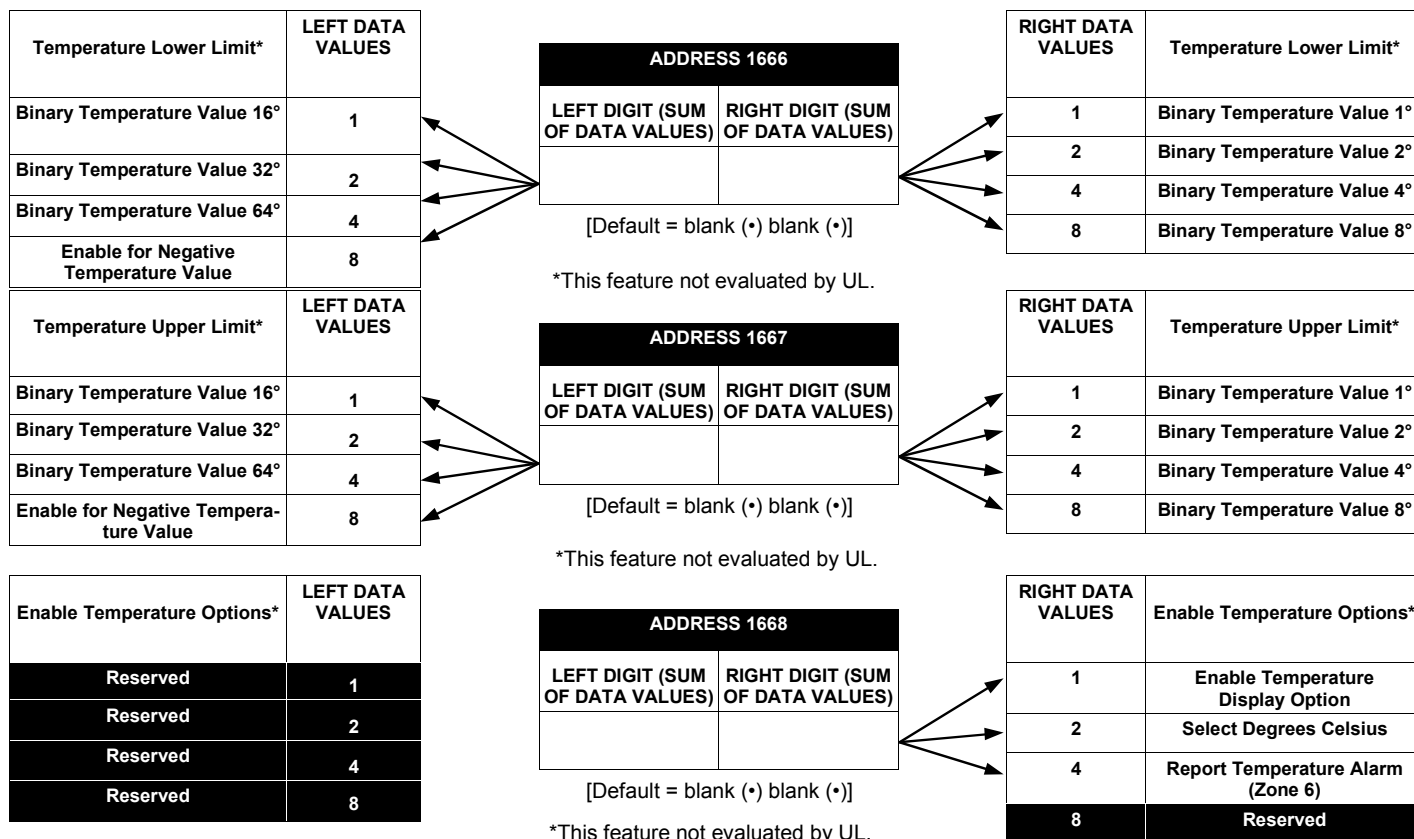 Temperature Lower Limit*
LEFT DATA
VALUES
Binary Temperature Value 16°
1
Binary Temperature Value 32°
2
Binary Temperature Value 64°
4
Enable for Negative
Temperature Value
8
ADDRESS 1666
LEFT DIGIT (SUM
OF DATA VALUES)
RIGHT DIGIT (SUM
OF DATA VALUES)
[Default = blank (•) blank (•)]
*This feature not evaluated by UL.
RIGHT DATA
VALUES
Temperature Lower Limit*
1
Binary Temperature Value 1°
2
Binary Temperature Value 2°
4
Binary Temperature Value 4°
8
Binary Temperature Value 8°
Temperature Upper Limit*
LEFT DATA
VALUES
Binary Temperature Value 16°
1
Binary Temperature Value 32°
2
Binary Temperature Value 64°
4
Enable for Negative Tempera-
ture Value
8
ADDRESS 1667
LEFT DIGIT (SUM
OF DATA VALUES)
RIGHT DIGIT (SUM
OF DATA VALUES)
[Default = blank (•) blank (•)]
*This feature not evaluated by UL.
RIGHT DATA
VALUES
Temperature Upper Limit*
1
Binary Temperature Value 1°
2
Binary Temperature Value 2°
4
Binary Temperature Value 4°
8
Binary Temperature Value 8°
Enable Temperature Options*
LEFT DATA
VALUES
Reserved
1
Reserved
2
Reserved
4
Reserved
8
ADDRESS 1668
LEFT DIGIT (SUM
OF DATA VALUES)
RIGHT DIGIT (SUM
OF DATA VALUES)
[Default = blank (•) blank (•)]
*This feature not evaluated by UL.
RIGHT DATA
VALUES
Enable Temperature Options*
1
Enable Temperature
Display Option
2
Select Degrees Celsius
4
Report Temperature Alarm
(Zone 6)
8
Reserved